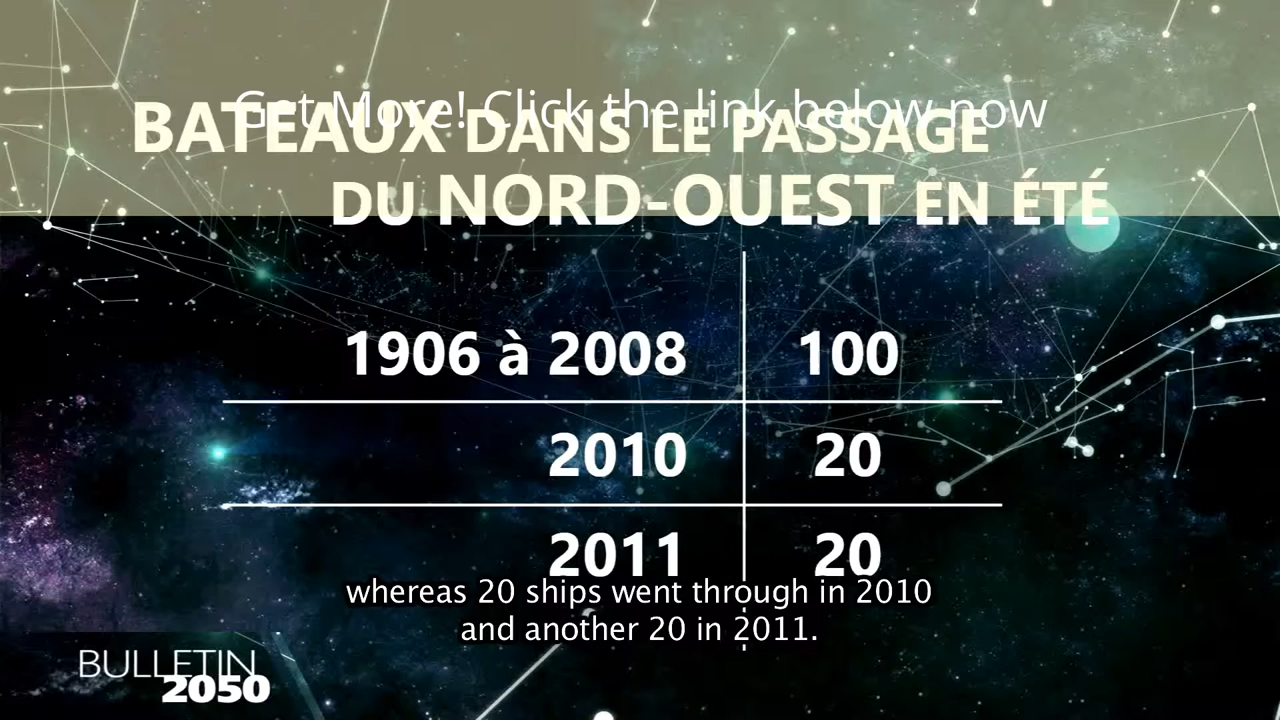 Get More! Click the link below now
BATEAUX DANS LE PASSAGE
DU NORD-OUEST EN ÉTÉ
1906 à 2008 100
2010 20
2011 20
whereas 20 ships went through in 2010
and another 20 in 2011.
BULLETIN
2050